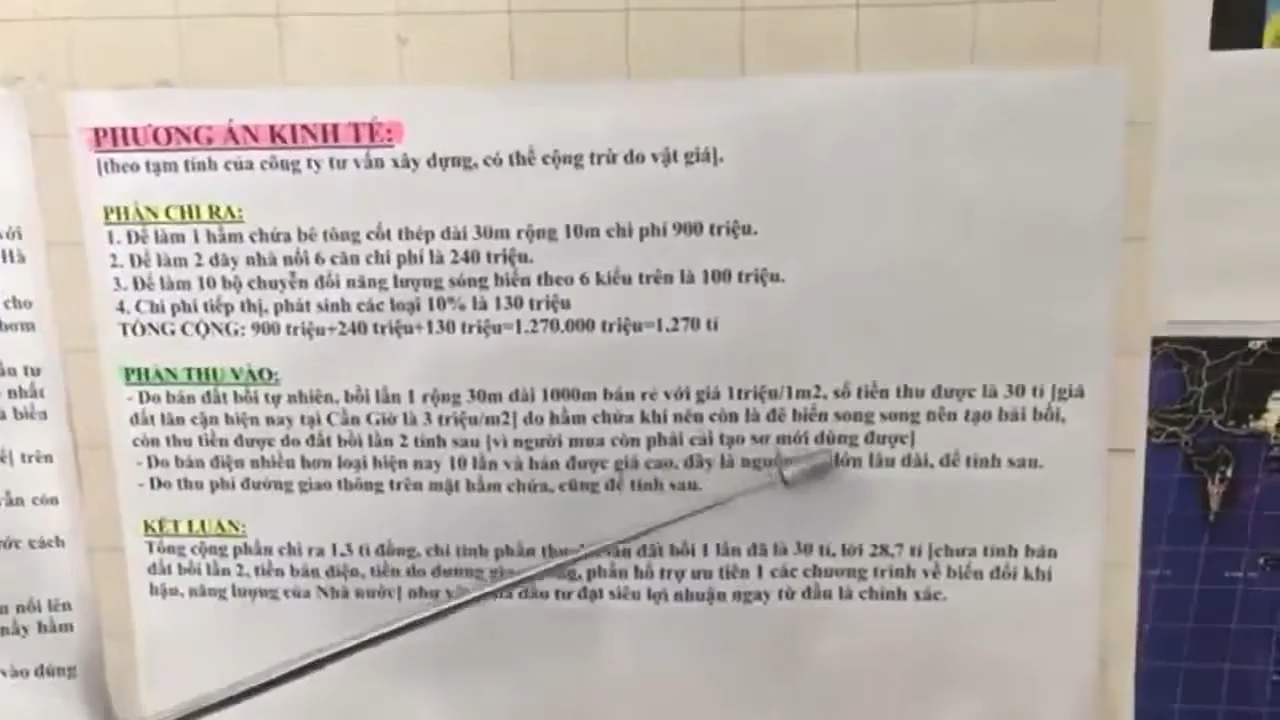 PHƯƠNG ÁN KINH TẾ:
[theo tạm tính của công ty tư vấn xây dựng, có thể cộng trừ do vật giá].
PHẦN CHI RA:
1. Để làm 1 hầm chứa bê tông cốt thép dài 30m rộng 10m chi phí 900 triệu.
2. Để làm 2 dãy nhà nổi 6 căn chi phí là 240 triệu.
3. Để làm 10 bộ chuyển đổi năng lượng sóng biển theo 6 kiểu trên là 100 triệu.
4. Chi phí tiếp thị, phát sinh các loại 10% là 130 triệu
TỔNG CỘNG: 900 triệu+240 triệu+130 triệu=1.270.000 triệu=1.270 tỉ
PHẦN THU VÀO:
- Do bán đất bồi tự nhiên, bồi lần 1 rộng 30m dài 1000m bán rẻ với giá 1triệu/1m2, số tiền thu được là 30 tỉ [giá
đất lân cận hiện nay tại Cần Giờ là 3 triệu/m2] do hầm chứa khí nén còn là đê biển song song nên tạo bãi bồi,
còn thu tiền được do đất bồi lần 2 tính sau [vì người mua còn phải cải tạo sơ mới dùng được]
- Do bán điện nhiều hơn loại hiện nay 10 lần và bán được giá cao, đây là lớn lâu dài, để tính sau.
- Do thu phí đường giao thông trên mặt hầm chứa, cũng để tính sau.
KẾT LUẬN:
Tổng cộng phần chi ra 1,3 tỉ đồng, chỉ tính phần thu đất bồi 1 lần đã là 30 tỉ, lời 28,7 tỉ [chưa tính bán
đất bồi lần 2, tiền bán điện, tiền do đường phần hỗ trợ ưu tiên 1 các chương trình về biến đổi khí
hậu, năng lượng của Nhà nước] như đầu tư đạt siêu lợi nhuận ngay từ đầu là chính xác.
với
Hà
cho
bơm
nhất
trên
ước cách
nổi lên
hầm
vào đúng